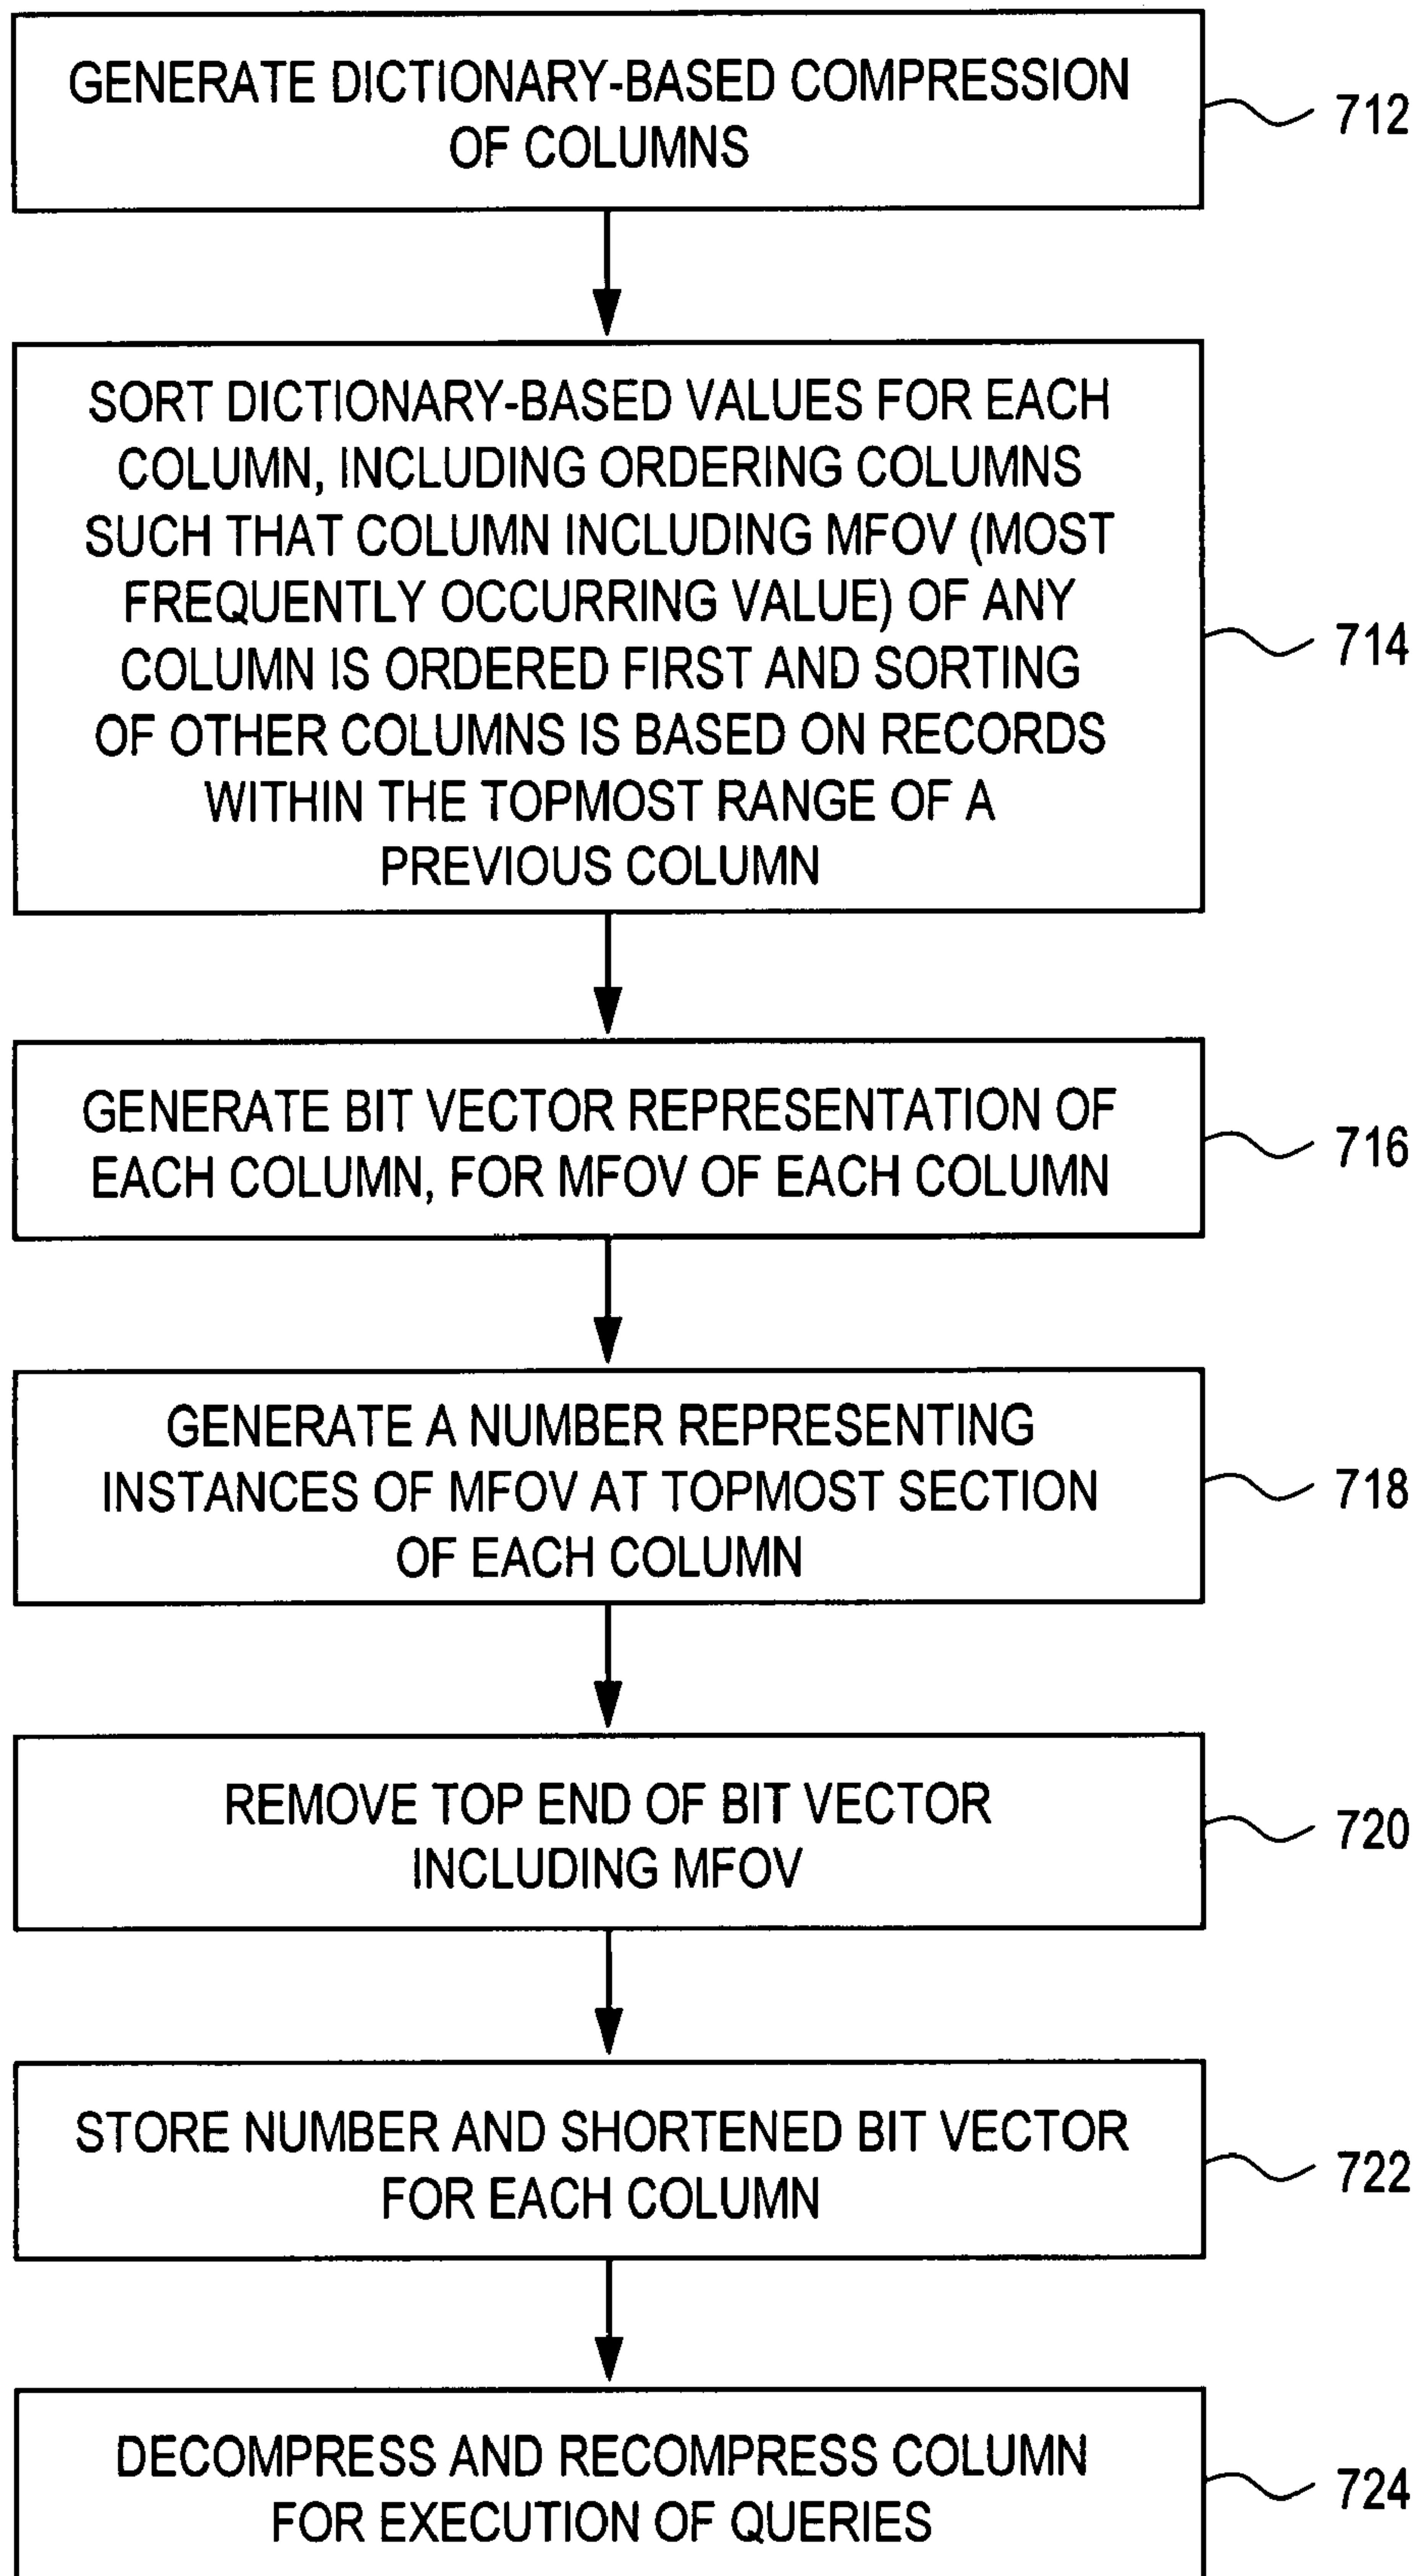 GENERATE DICTIONARY-BASED COMPRESSION
OF COLUMNS
712
SORT DICTIONARY-BASED VALUES FOR EACH
COLUMN, INCLUDING ORDERING COLUMNS
SUCH THAT COLUMN INCLUDING MFOV (MOST
FREQUENTLY OCCURRING VALUE) OF ANY
COLUMN IS ORDERED FIRST AND SORTING
OF OTHER COLUMNS IS BASED ON RECORDS
WITHIN THE TOPMOST RANGE OF A
PREVIOUS COLUMN
714
GENERATE BIT VECTOR REPRESENTATION OF
EACH COLUMN, FOR MFOV OF EACH COLUMN
716
GENERATE A NUMBER REPRESENTING
INSTANCES OF MFOV AT TOPMOST SECTION
OF EACH COLUMN
718
REMOVE TOP END OF BIT VECTOR
INCLUDING MFOV
720
STORE NUMBER AND SHORTENED BIT VECTOR
FOR EACH COLUMN
722
DECOMPRESS AND RECOMPRESS COLUMN
FOR EXECUTION OF QUERIES
724